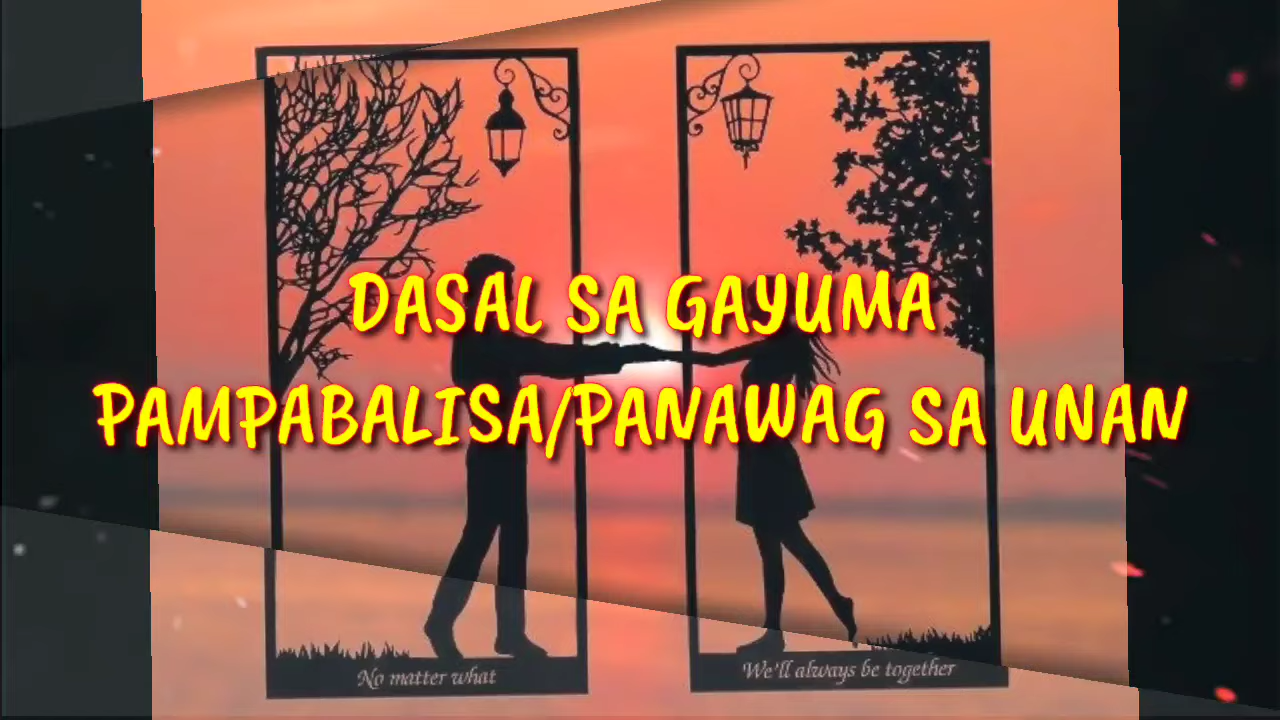 DASAL SA GAYUMA
PAMPABALISA/PANAWAG SA UNAN
No matter what
We'll always be together